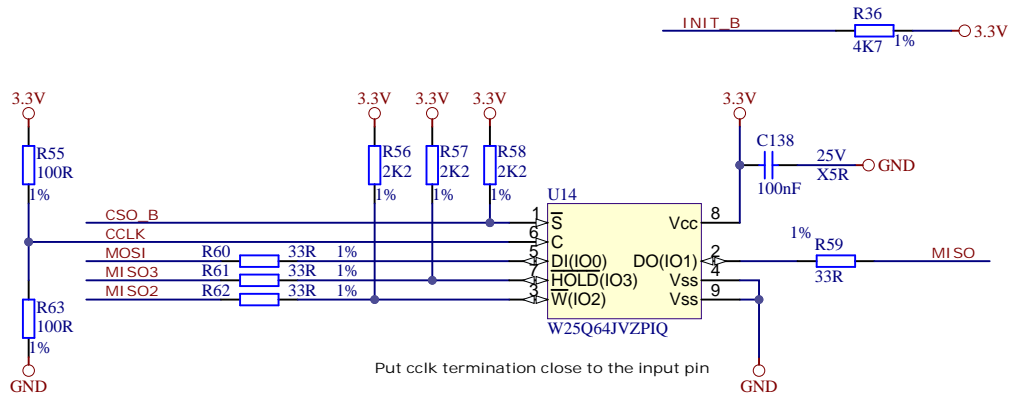 INIT_B
R36
4K7
1%
3.3V
3.3V
R55
100R
1%
3.3V
3.3V
3.3V
R56
2K2
1%
R57
2K2
1%
R58
2K2
1%
3.3V
C138
100nF
25V
X5R
GND
U14
CSO_B
1
S
Vcc
8
CCLK
6
C
MOSI
R60
33R
1%
5
DI(IO0)
DO(IO1)
2
1%
R59
33R
MISO
MISO3
R61
33R
1%
7
HOLD(IO3)
Vss
4
MISO2
R62
33R
1%
3
W(IO2)
Vss
9
W25Q64JVZPIQ
R63
100R
1%
GND
Put cclk termination close to the input pin
GND